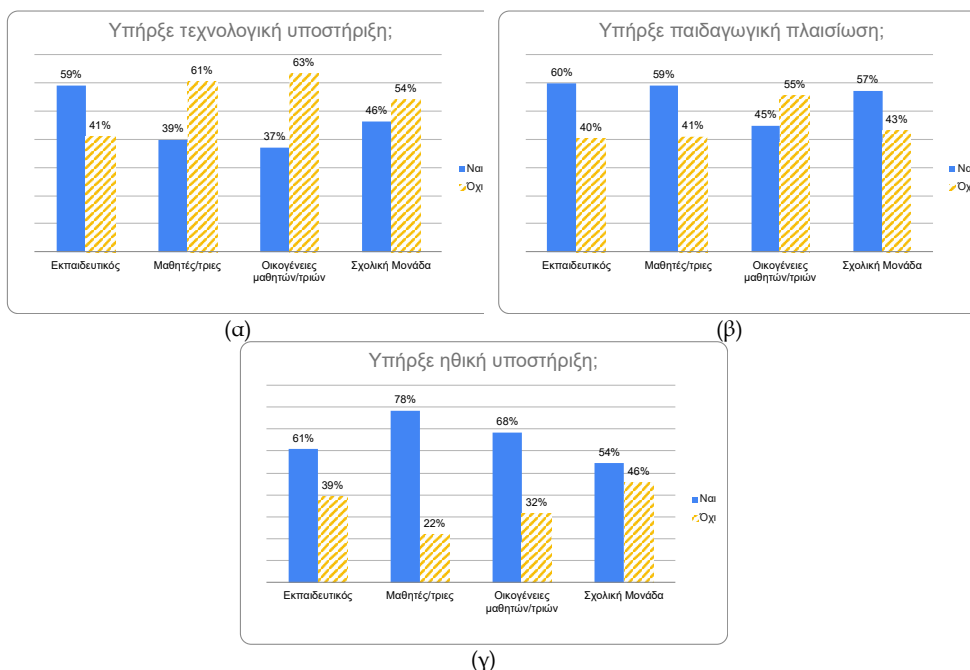 Υπήρξε τεχνολογική υποστήριξη;
59%
41%
39%
61%
37%
63%
46%
54%
Ναι
Όχι
Εκπαιδευτικός
Μαθητές/τριες
Οικογένειες
μαθητών/τριών
Σχολική Μονάδα
(α)
Υπήρξε παιδαγωγική πλαισίωση;
60%
40%
59%
41%
45%
55%
57%
43%
Να
Όχ
Εκπαιδευτικός
Μαθητές/τριες
Οικογένειες
μαθητών/τριών
Σχολική Μονάδα
(β)
Υπήρξε ηθική υποστήριξη;
61%
39%
78%
22%
68%
32%
54%
46%
Ναι
Όχι
Εκπαιδευτικός
Μαθητές/τριες
Οικογένειες
μαθητών/τριών
Σχολική Μονάδα
(γ)